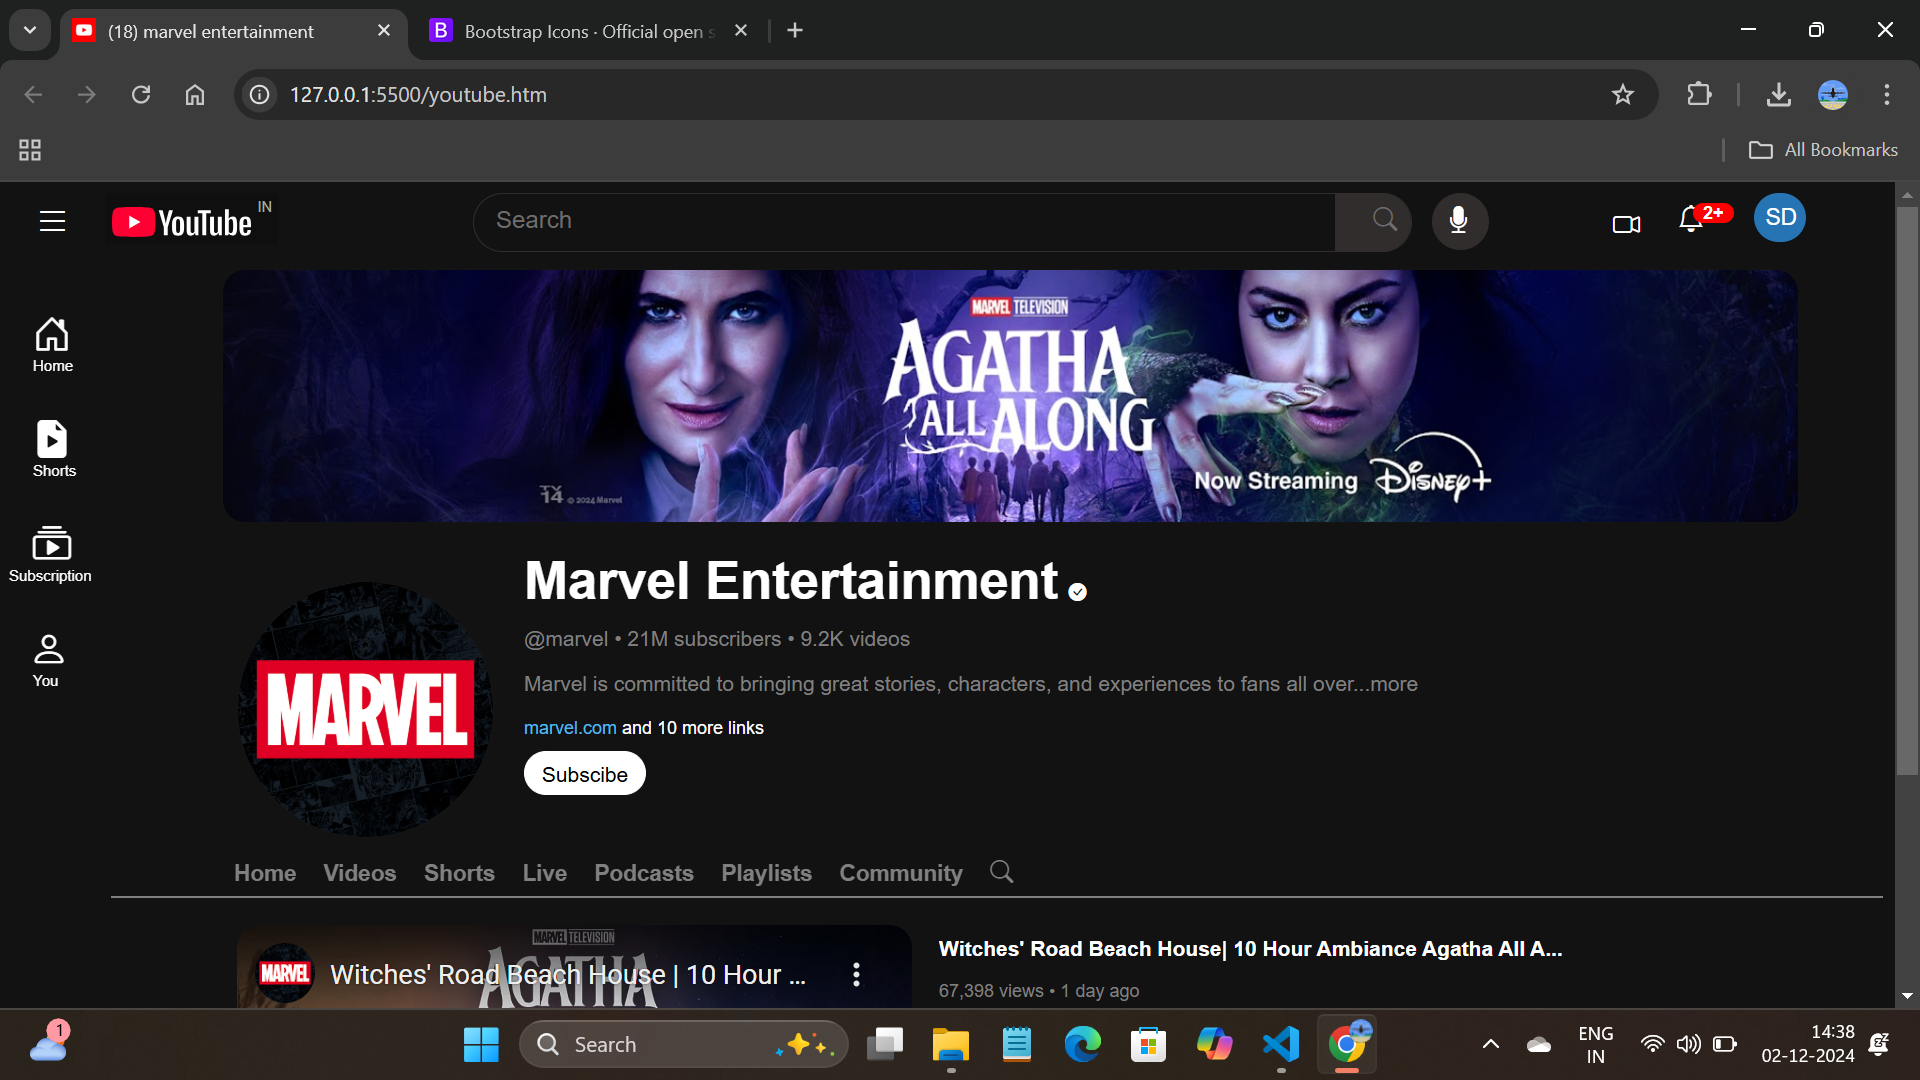 (18) marvel entertainment
Bootstrap Icons · Official open s
127.0.0.1:5500/youtube.htm
All Bookmarks
YouTube IN
Search
2+
SD
Home
Shorts
Subscription
You
MARVEL TELEVISION
AGATHA
ALL ALONG
TV 14 © 2024 Marvel
Now Streaming Disney+
Marvel Entertainment
@marvel • 21M subscribers • 9.2K videos
Marvel is committed to bringing great stories, characters, and experiences to fans all over...more
marvel.com and 10 more links
Subscibe
MARVEL
Home Videos Shorts Live Podcasts Playlists Community
MARVEL TELEVISION
AGATHA
MARVEL
Witches' Road Beach House | 10 Hour ...
Witches' Road Beach House| 10 Hour Ambiance Agatha All A...
67,398 views • 1 day ago
1
Search
ENG
IN
14:38
02-12-2024